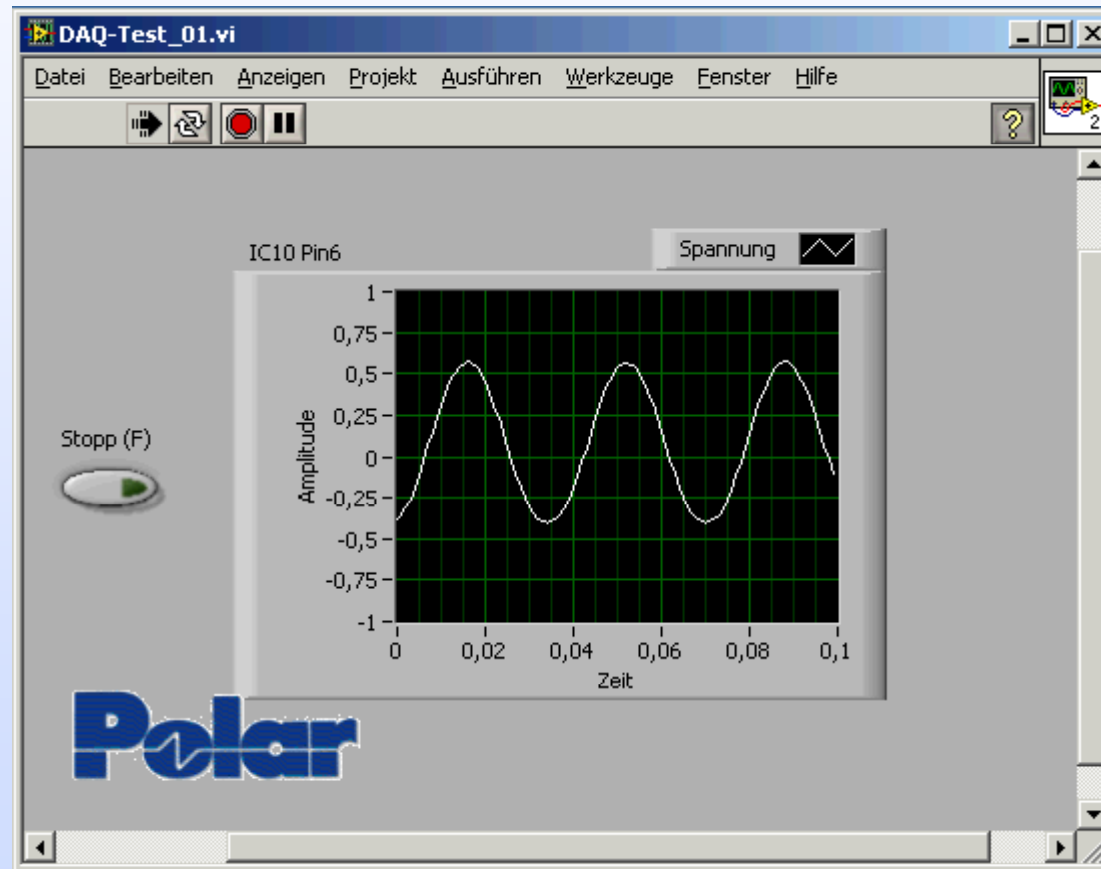 DAQ-Test_01.vi
Datei Bearbeiten Anzeigen Projekt Ausführen Werkzeuge Fenster Hilfe
?
2
IC10 Pin6
Spannung
1
0,75
0,5
0,25
0
-0,25
-0,5
-0,75
-1
Amplitude
0 0,02 0,04 0,06 0,08 0,1
Zeit
Stopp (F)
Polar